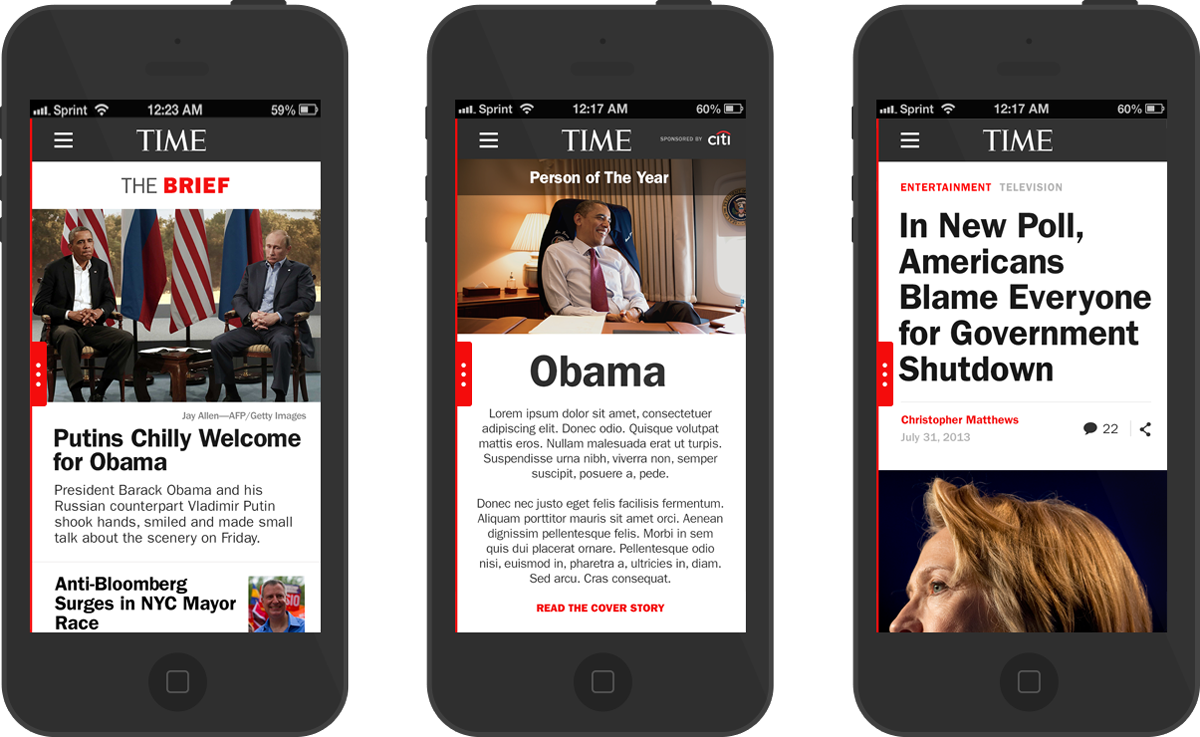 Sprint 12:23 AM 59%
TIME
THE BRIEF
Jay Allen—AFP/Getty Images
Putins Chilly Welcome
for Obama
President Barack Obama and his
Russian counterpart Vladimir Putin
shook hands, smiled and made small
talk about the scenery on Friday.
Anti-Bloomberg
Surges in NYC Mayor
Race
Sprint 12:17 AM 60%
TIME SPONSORED BY citi
Person of The Year
Obama
Lorem ipsum dolor sit amet, consectetuer
adipiscing elit. Donec odio. Quisque volutpat
mattis eros. Nullam malesuada erat ut turpis.
Suspendisse urna nibh, viverra non, semper
suscipit, posuere a, pede.
Donec nec justo eget felis facilisis fermentum.
Aliquam porttitor mauris sit amet orci. Aenean
dignissim pellentesque felis. Morbi in sem
quis dui placerat ornare. Pellentesque odio
nisi, euismod in, pharetra a, ultricies in, diam.
Sed arcu. Cras consequat.
READ THE COVER STORY
Sprint 12:17 AM 60%
TIME
ENTERTAINMENT TELEVISION
In New Poll,
Americans
Blame Everyone
for Government
Shutdown
Christopher Matthews
July 31, 2013
22